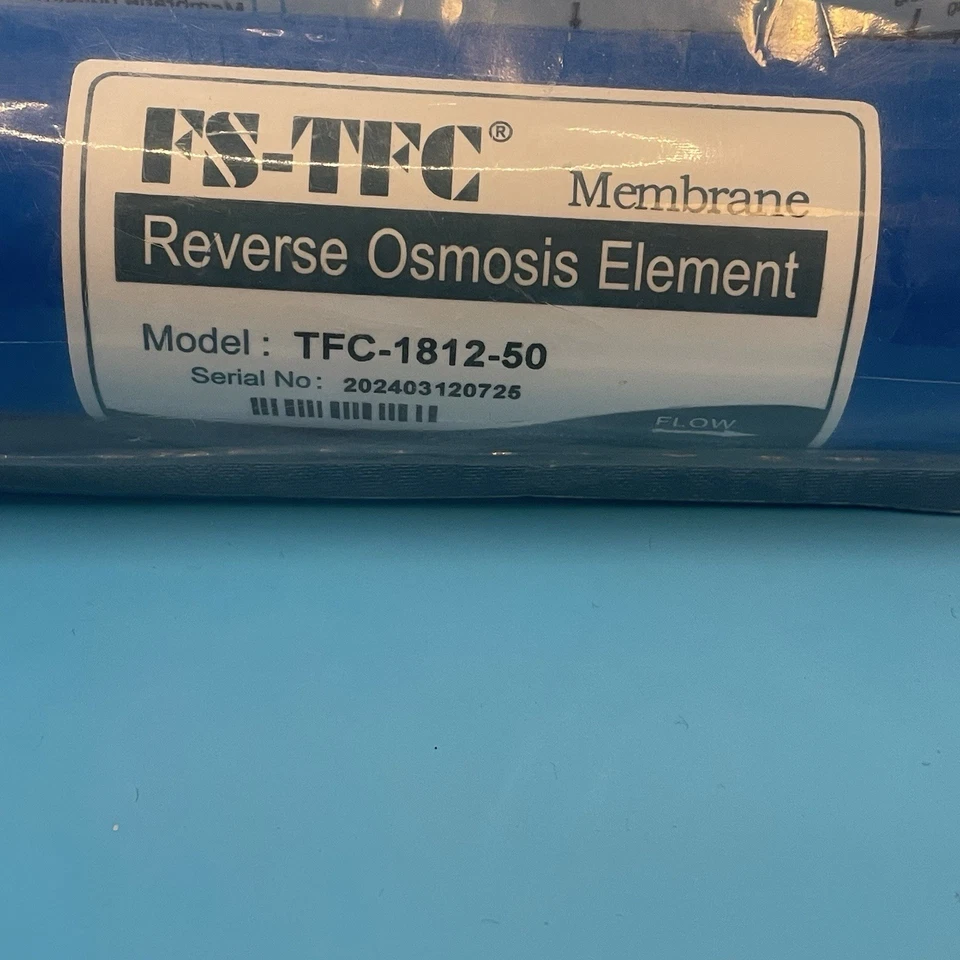 FS-TFC®
Membrane
Reverse Osmosis Element
Model : TFC-1812-50
Serial No : 202403120725
FLOW